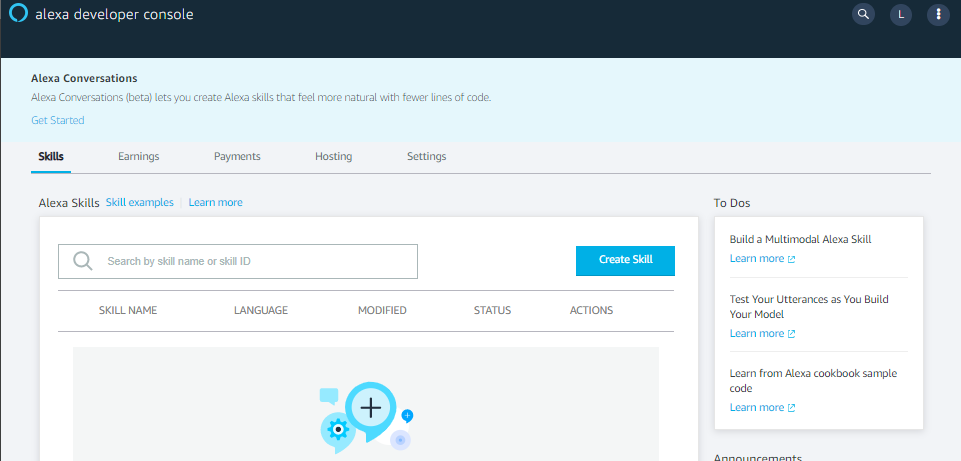 alexa developer console
L
Alexa Conversations
Alexa Conversations (beta) lets you create Alexa skills that feel more natural with fewer lines of code.
Get Started
Skills Earnings Payments Hosting Settings
Alexa Skills Skill examples Learn more
Search by skill name or skill ID
Create Skill
SKILL NAME LANGUAGE MODIFIED STATUS ACTIONS
To Dos
Build a Multimodal Alexa Skill
Learn more
Test Your Utterances as You Build
Your Model
Learn more
Learn from Alexa cookbook sample
code
Learn more
Announcements